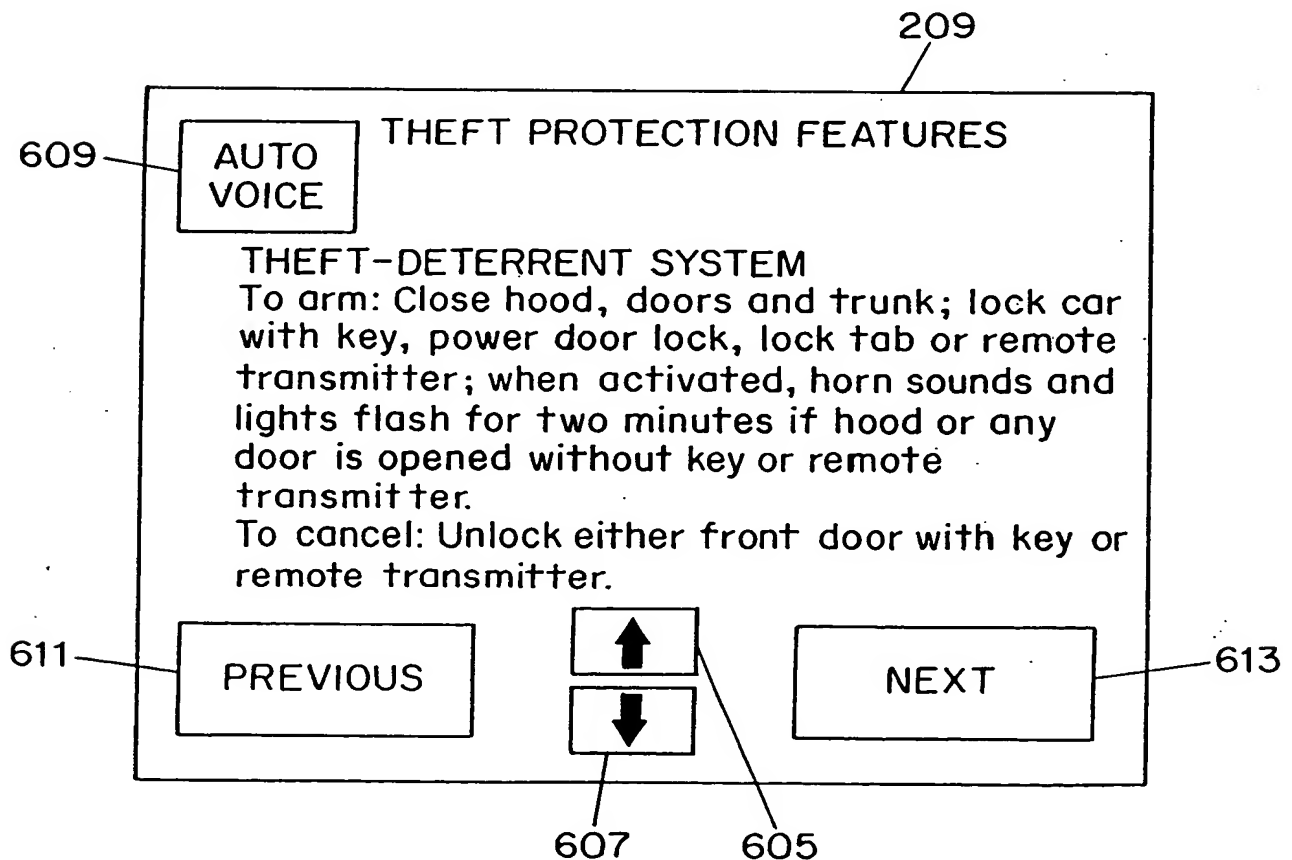 209
THEFT PROTECTION FEATURES
609
AUTO
VOICE
THEFT-DETERRENT SYSTEM
To arm: Close hood, doors and trunk; lock car
with key, power door lock, lock tab or remote
transmitter; when activated, horn sounds and
lights flash for two minutes if hood or any
door is opened without key or remote
transmitter.
To cancel: Unlock either front door with key or
remote transmitter.
611
PREVIOUS
NEXT
613
607
605